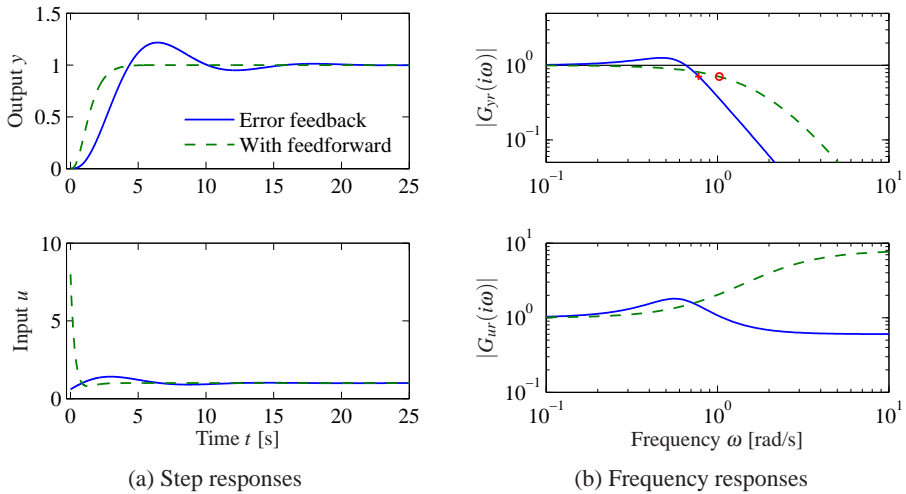 1.5
1
0.5
0
0 5 10 15 20 25
Output y
Error feedback
With feedforward
10
5
0
0 5 10 15 20 25
Input u
Time t [s]
(a) Step responses
10^0
10^-1
10^-1 10^0 10^1
|G_yr(iω)|
10^1
10^0
10^-1
10^-1 10^0 10^1
|G_ur(iω)|
Frequency ω [rad/s]
(b) Frequency responses